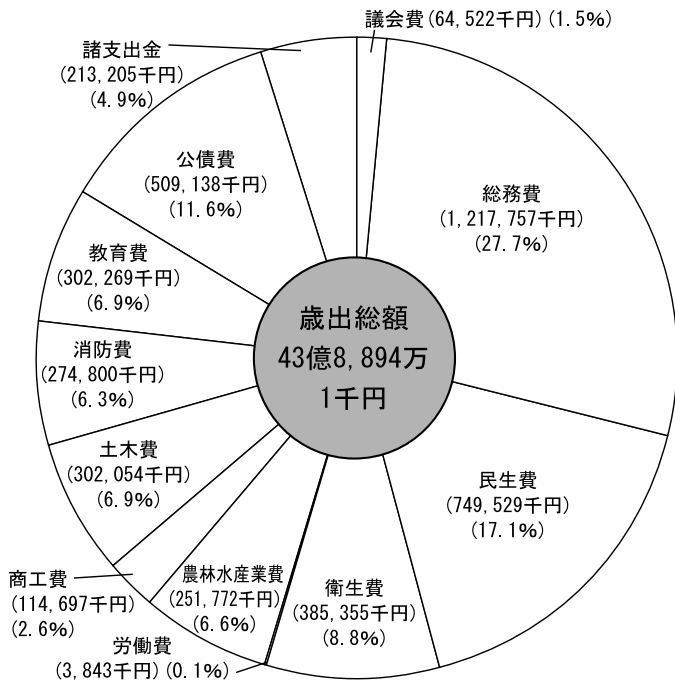 議会費(64,522千円)(1.5%)
総務費
(1,217,757千円)
(27.7%)
民生費
(749,529千円)
(17.1%)
衛生費
(385,355千円)
(8.8%)
労働費
(3,843千円)(0.1%)
農林水産業費
(251,772千円)
(6.6%)
商工費
(114,697千円)
(2.6%)
土木費
(302,054千円)
(6.9%)
消防費
(274,800千円)
(6.3%)
教育費
(302,269千円)
(6.9%)
公債費
(509,138千円)
(11.6%)
諸支出金
(213,205千円)
(4.9%)
歳出総額
43億8,894万
1千円